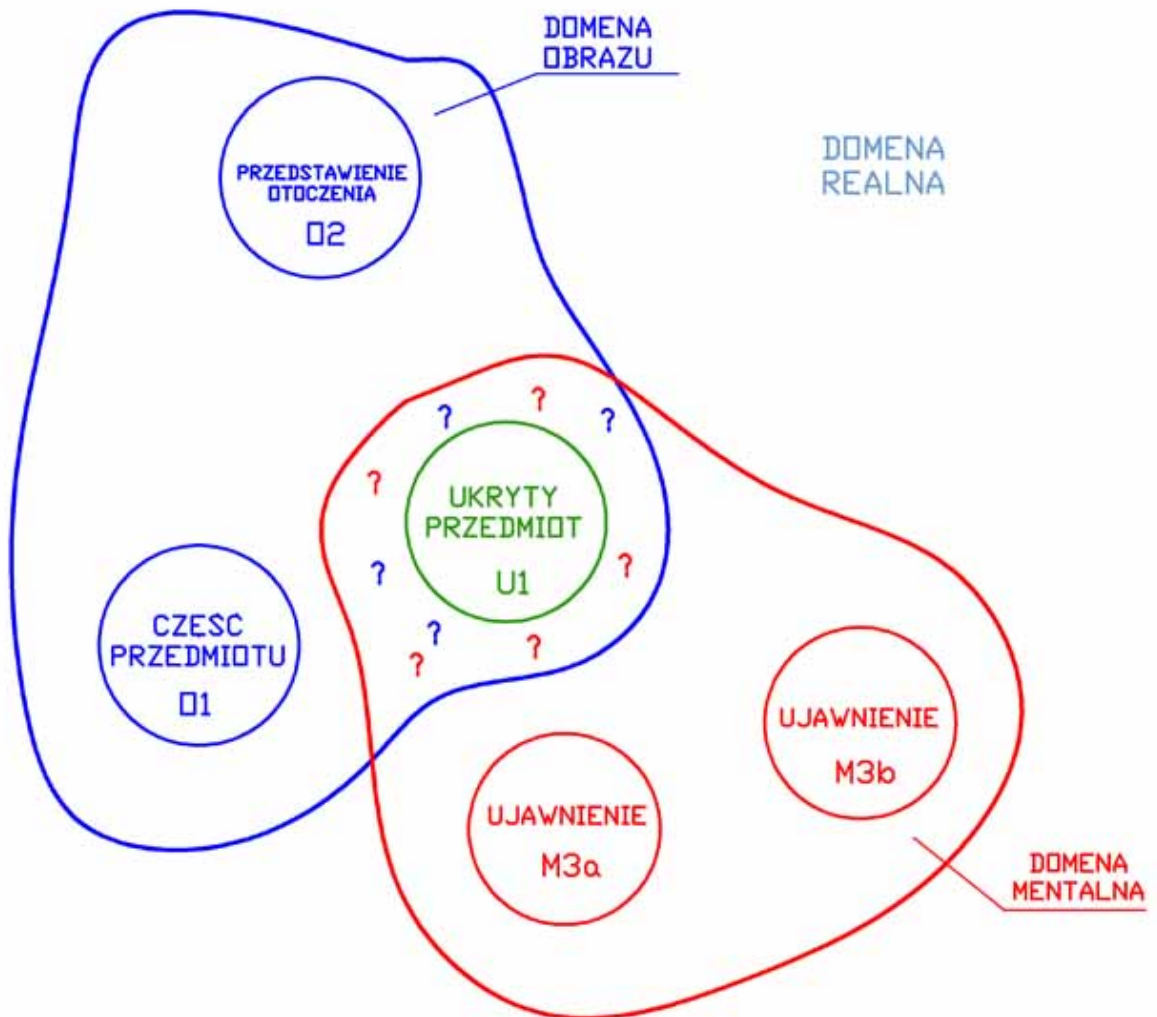 DOMENA
OBRAZU
DOMENA
REALNA
PRZEDSTAWIENIE
OTOCZENIA
O2
? ? ?
?
UKRYTY
PRZEDMIOT
U1
? ?
? ?
?
CZESC
PRZEDMIOTU
O1
UJAWNIENIE
M3b
UJAWNIENIE
M3a
DOMENA
MENTALNA